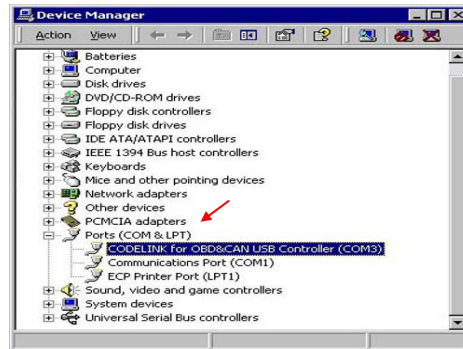 Device Manager
Action View
Batteries
Computer
Disk drives
DVD/CD-ROM drives
Floppy disk controllers
Floppy disk drives
IDE ATA/ATAPI controllers
IEEE 1394 Bus host controllers
Keyboards
Mice and other pointing devices
Network adapters
Other devices
PCMCIA adapters
Ports (COM & LPT)
CODELINK for OBD&CAN USB Controller (COM3)
Communications Port (COM1)
ECP Printer Port (LPT1)
Sound, video and game controllers
System devices
Universal Serial Bus controllers